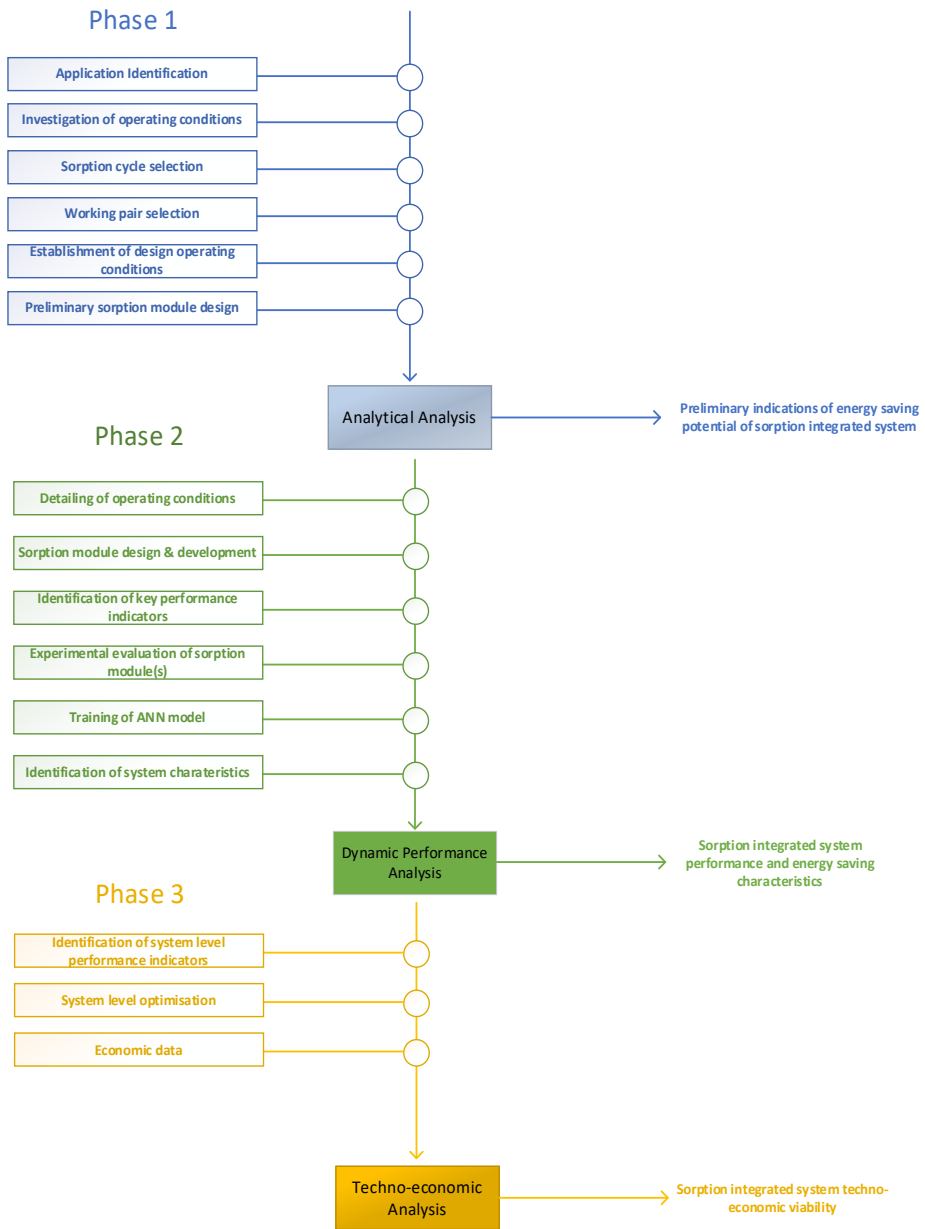 Phase 1
Application Identification
Investigation of operating conditions
Sorption cycle selection
Working pair selection
Establishment of design operating
conditions
Preliminary sorption module design
Analytical Analysis
Preliminary indications of energy saving
potential of sorption integrated system
Phase 2
Detailing of operating conditions
Sorption module design & development
Identification of key performance
indicators
Experimental evaluation of sorption
module(s)
Training of ANN model
Identification of system charateristics
Dynamic Performance
Analysis
Sorption integrated system
performance and energy saving
characteristics
Phase 3
Identification of system level
performance indicators
System level optimisation
Economic data
Techno-economic
Analysis
Sorption integrated system techno-
economic viability